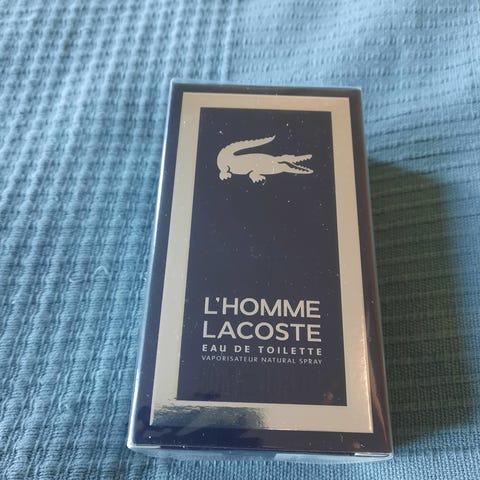 L'HOMME
LACOSTE
EAU DE TOILETTE
VAPORISATEUR NATURAL SPRAY